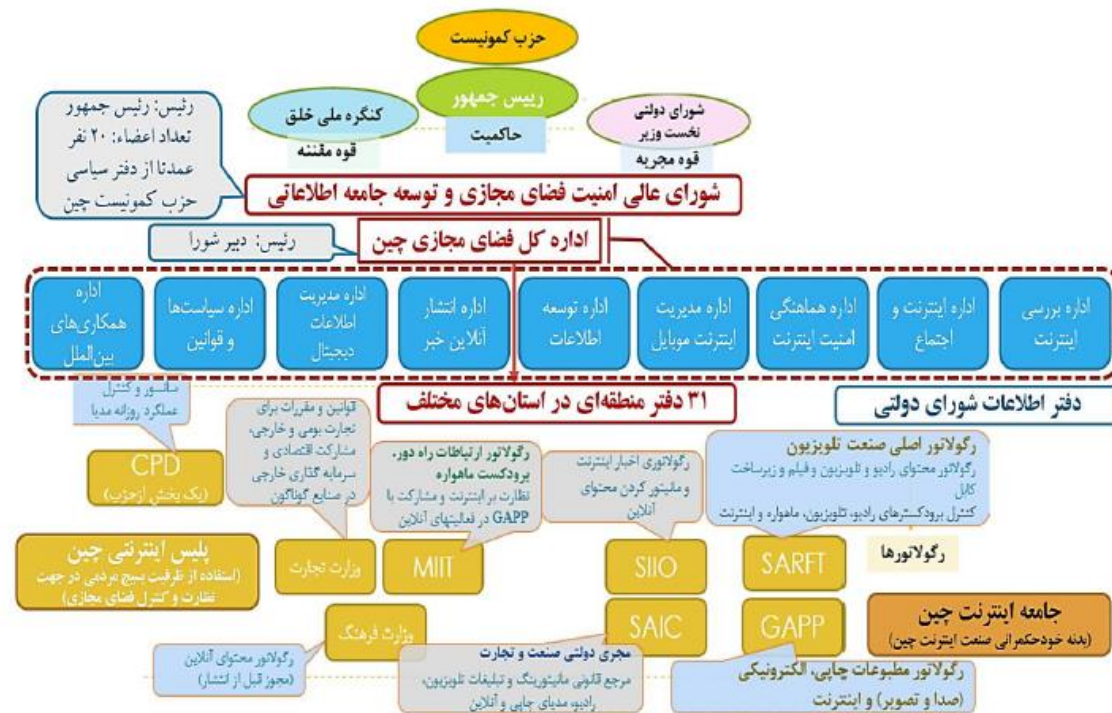 حزب کمونیست
رییس جمهور
حاکمیت
کنگره ملی خلق
قوه مقننه
شورای دولتی
نخست وزیر
قوه مجریه
رئیس: رئیس جمهور
تعداد اعضاء: ۲۰ نفر
عمدتا از دفتر سیاسی
حزب کمونیست چین
شورای عالی امنیت فضای مجازی و توسعه جامعه اطلاعاتی
اداره کل فضای مجازی چین
رئیس: دبیر شورا
اداره بررسی
اینترنت
اداره اینترنت و
اجتماع
اداره هماهنگی
امنیت اینترنت
اداره مدیریت
اینترنت موبایل
اداره توسعه
اطلاعات
اداره انتشار
آنلاین خبر
اداره مدیریت
اطلاعات
دیجیتال
اداره سیاست‌ها
و قوانین
اداره
همکاری‌های
بین‌الملل
۳۱ دفتر منطقه‌ای در استان‌های مختلف
دفتر اطلاعات شورای دولتی
رگولاتور اصلی صنعت تلویزیون
رگولاتور محتوای رادیو و تلویزیون و فیلم و زیرساخت
کابل
کنترل برودکسترهای رادیو، تلویزیون، ماهواره و اینترنت
رگولاتوری اخبار اینترنت
و مانیتور کردن محتوای
آنلاین
رگولاتور ارتباطات راه دور،
برودکست ماهواره
نظارت بر اینترنت و مشارکت با
GAPP در فعالیتهای آنلاین
قوانین و مقررات برای
تجارت بومی و خارجی،
مشارکت اقتصادی و
سرمایه گذاری خارجی
در صنایع گوناگون
سانسور و کنترل
عملکرد روزانه مدیا
CPD
(یک بخش از حزب)
رگولاتورها
SARFT
SIIO
MIIT
وزارت تجارت
پلیس اینترنتی چین
(استفاده از ظرفیت بسیج مردمی در جهت
نظارت و کنترل فضای مجازی)
جامعه اینترنت چین
(بدنه خودحکمرانی صنعت اینترنت چین)
GAPP
SAIC
وزارت فرهنگ
رگولاتور مطبوعات چاپی، الکترونیکی
(صدا و تصویر) و اینترنت
مجری دولتی صنعت و تجارت
مرجع قانونی مانیتورینگ و تبلیغات تلویزیون،
رادیو، مدیای چاپی و آنلاین
رگولاتور محتوای آنلاین
(مجوز قبل از انتشار)